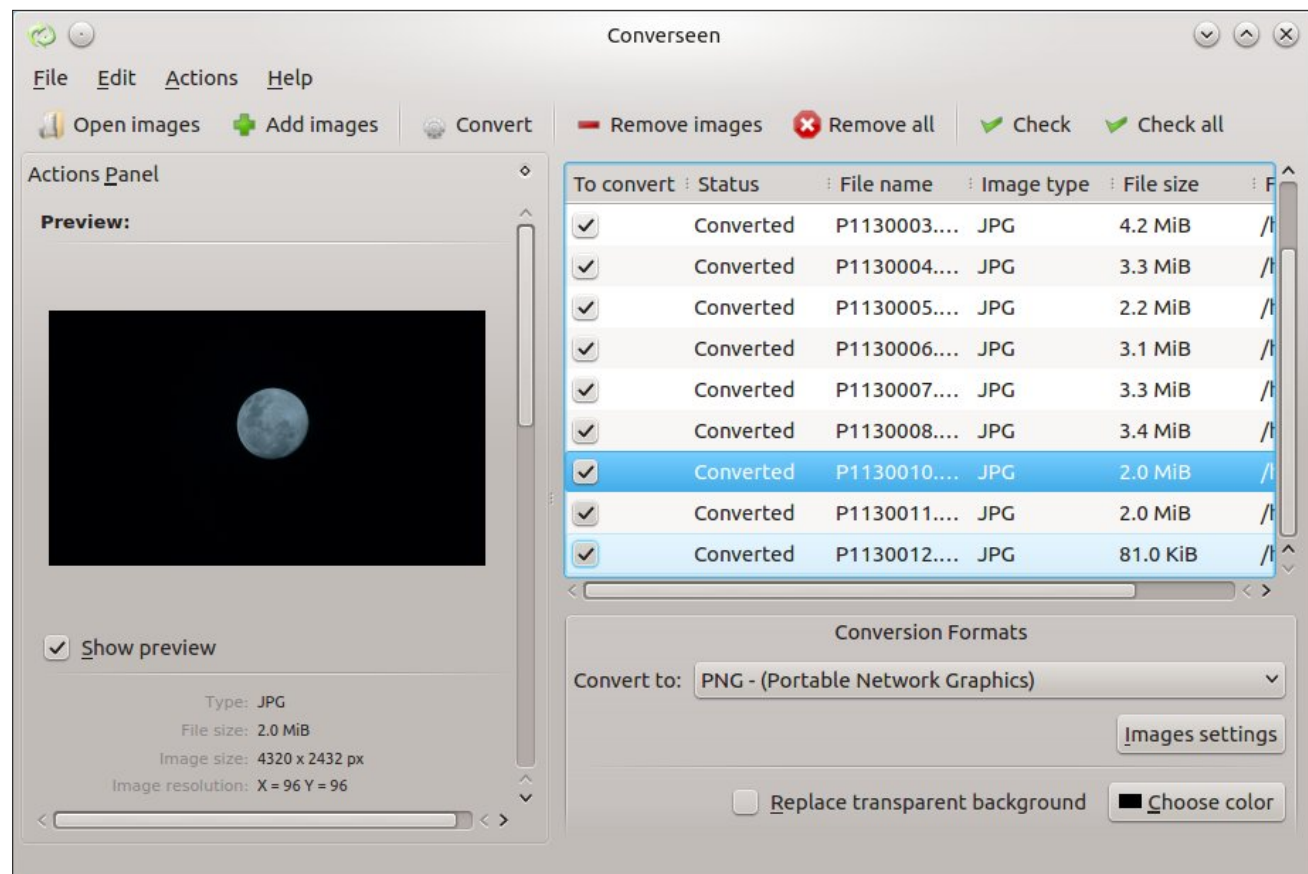 Converseen
File Edit Actions Help
Open images Add images Convert Remove images Remove all Check Check all
Actions Panel
Preview:
Show preview
Type: JPG
File size: 2.0 MiB
Image size: 4320 x 2432 px
Image resolution: X = 96 Y = 96
To convert Status File name Image type File size F
Converted P1130003.... JPG 4.2 MiB /h
Converted P1130004.... JPG 3.3 MiB /h
Converted P1130005.... JPG 2.2 MiB /h
Converted P1130006.... JPG 3.1 MiB /h
Converted P1130007.... JPG 3.3 MiB /h
Converted P1130008.... JPG 3.4 MiB /h
Converted P1130010.... JPG 2.0 MiB /h
Converted P1130011.... JPG 2.0 MiB /h
Converted P1130012.... JPG 81.0 KiB /h
Conversion Formats
Convert to: PNG - (Portable Network Graphics)
Images settings
Replace transparent background Choose color